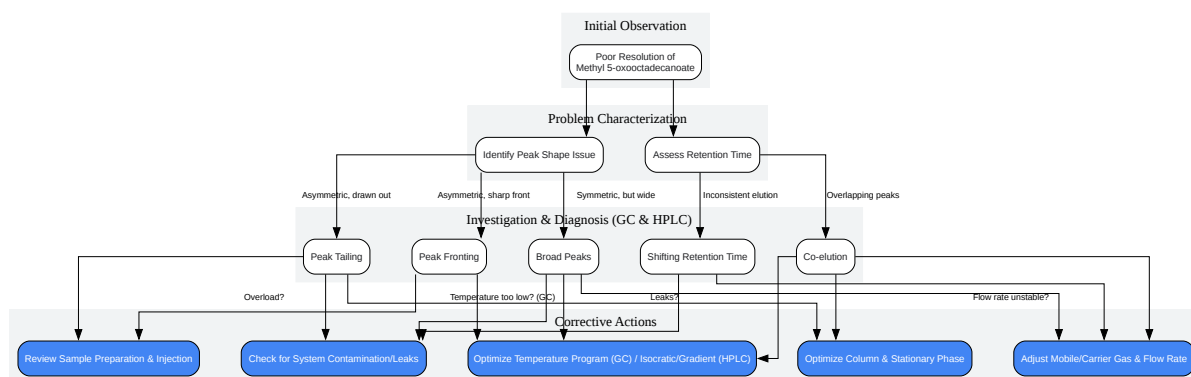 Initial Observation
Poor Resolution of
Methyl 5-oxooctadecanoate
Problem Characterization
Identify Peak Shape Issue
Assess Retention Time
Asymmetric, drawn out
Asymmetric, sharp front
Symmetric, but wide
Inconsistent elution
Overlapping peaks
Investigation & Diagnosis (GC & HPLC)
Peak Tailing
Peak Fronting
Broad Peaks
Shifting Retention Time
Co-elution
Overload?
Temperature too low? (GC)
Leaks?
Flow rate unstable?
Corrective Actions
Review Sample Preparation & Injection
Check for System Contamination/Leaks
Optimize Temperature Program (GC) / Isocratic/Gradient (HPLC)
Optimize Column & Stationary Phase
Adjust Mobile/Carrier Gas & Flow Rate